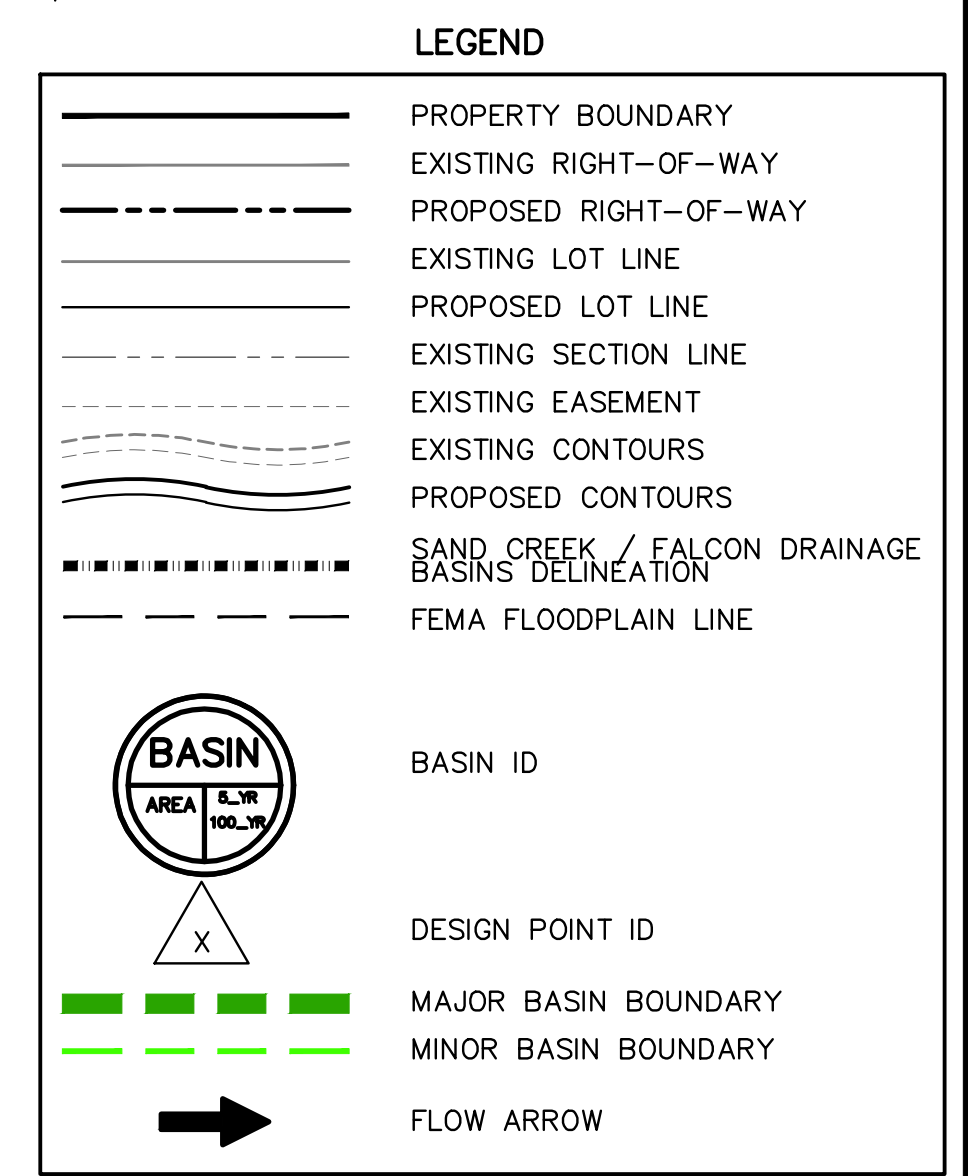 LEGEND
PROPERTY BOUNDARY
EXISTING RIGHT-OF-WAY
PROPOSED RIGHT-OF-WAY
EXISTING LOT LINE
PROPOSED LOT LINE
EXISTING SECTION LINE
EXISTING EASEMENT
EXISTING CONTOURS
PROPOSED CONTOURS
SAND CREEK / FALCON DRAINAGE
BASINS DELINEATION
FEMA FLOODPLAIN LINE
BASIN
AREA
5_YR
100_YR
BASIN ID
X
DESIGN POINT ID
MAJOR BASIN BOUNDARY
MINOR BASIN BOUNDARY
FLOW ARROW